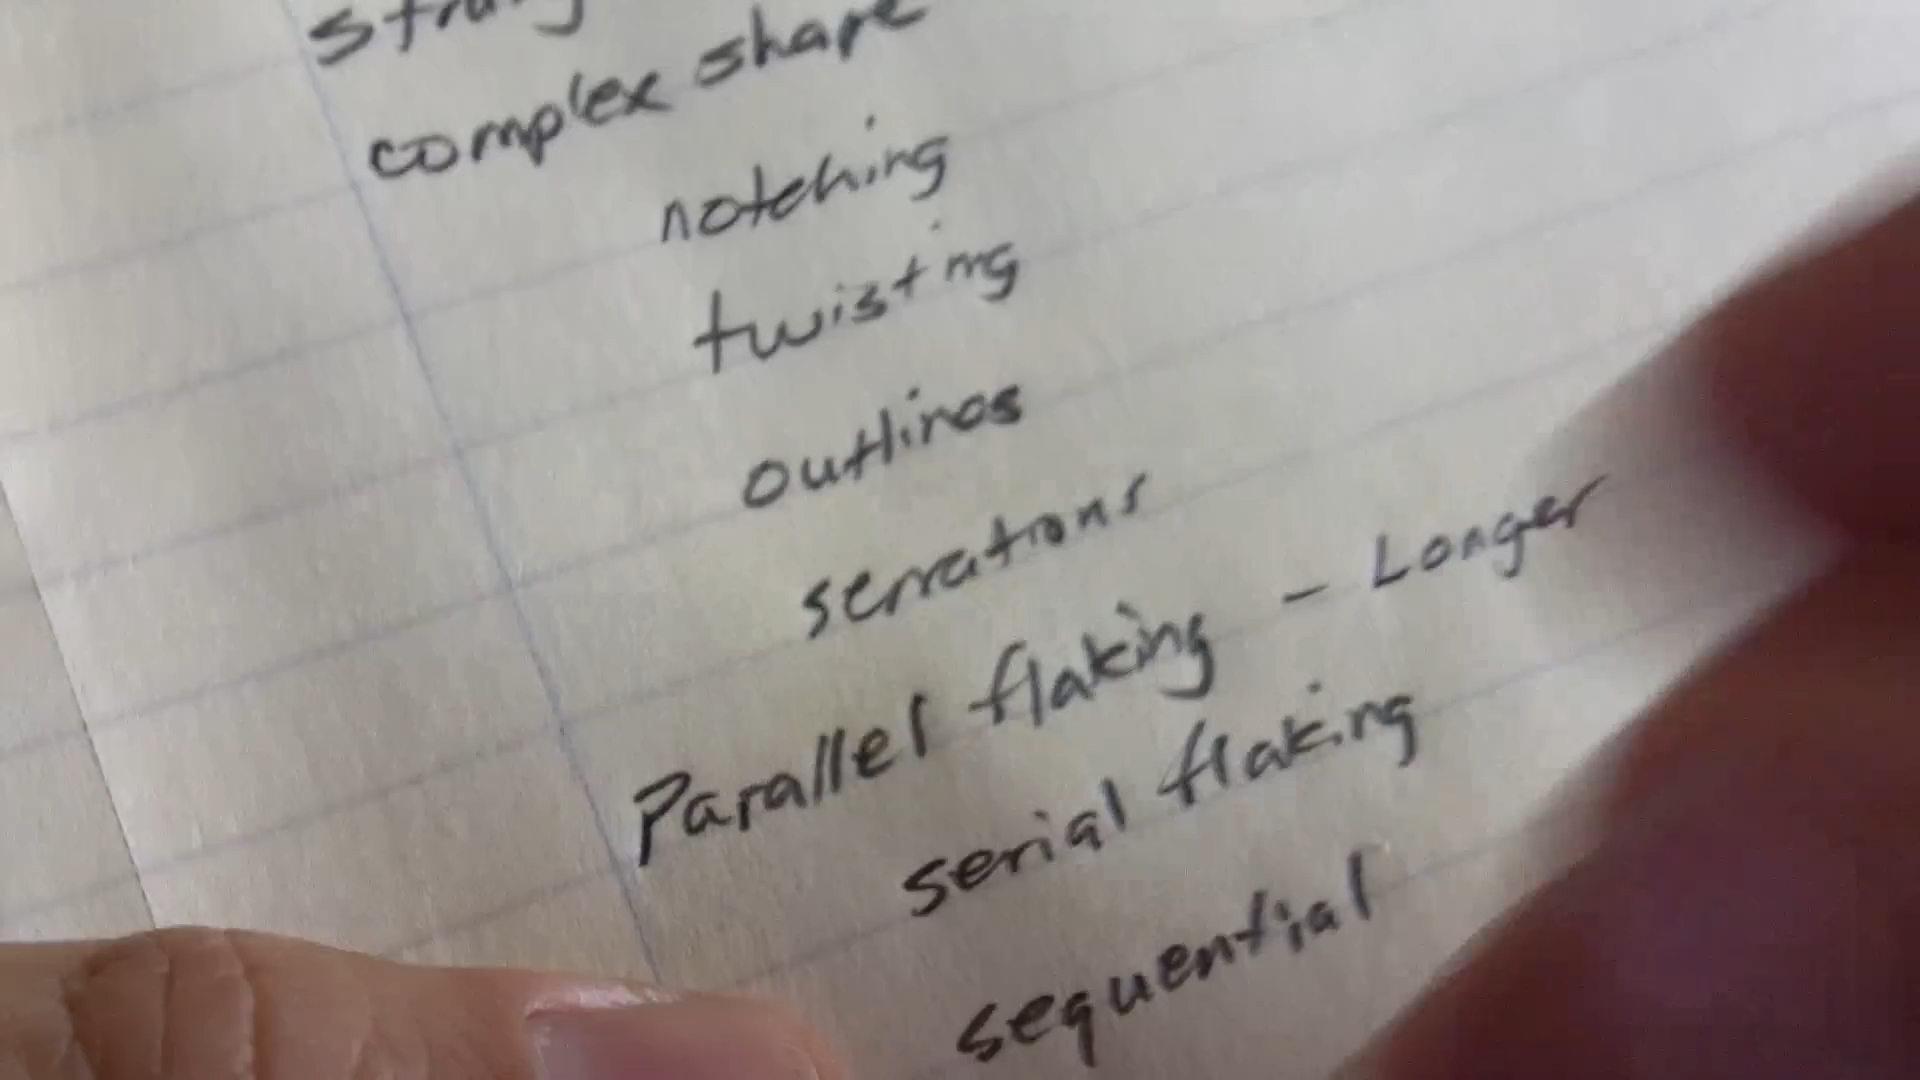 complex shape
notching
twisting
outlines
serrations
Parallel flaking - Longer
serial flaking
sequential